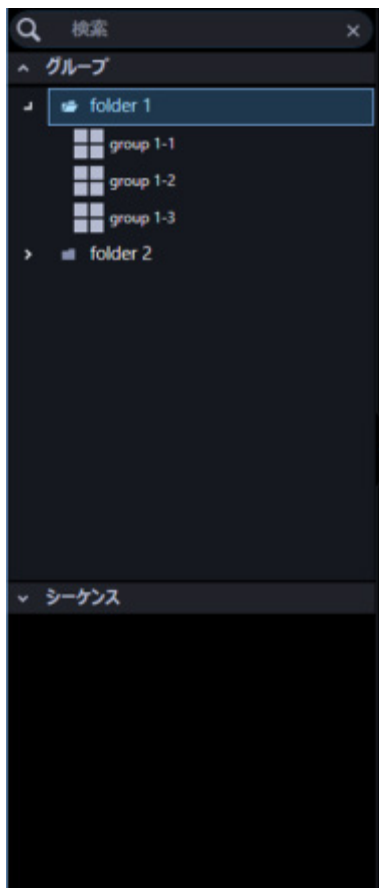 検索
グループ
folder 1
group 1-1
group 1-2
group 1-3
folder 2
シーケンス